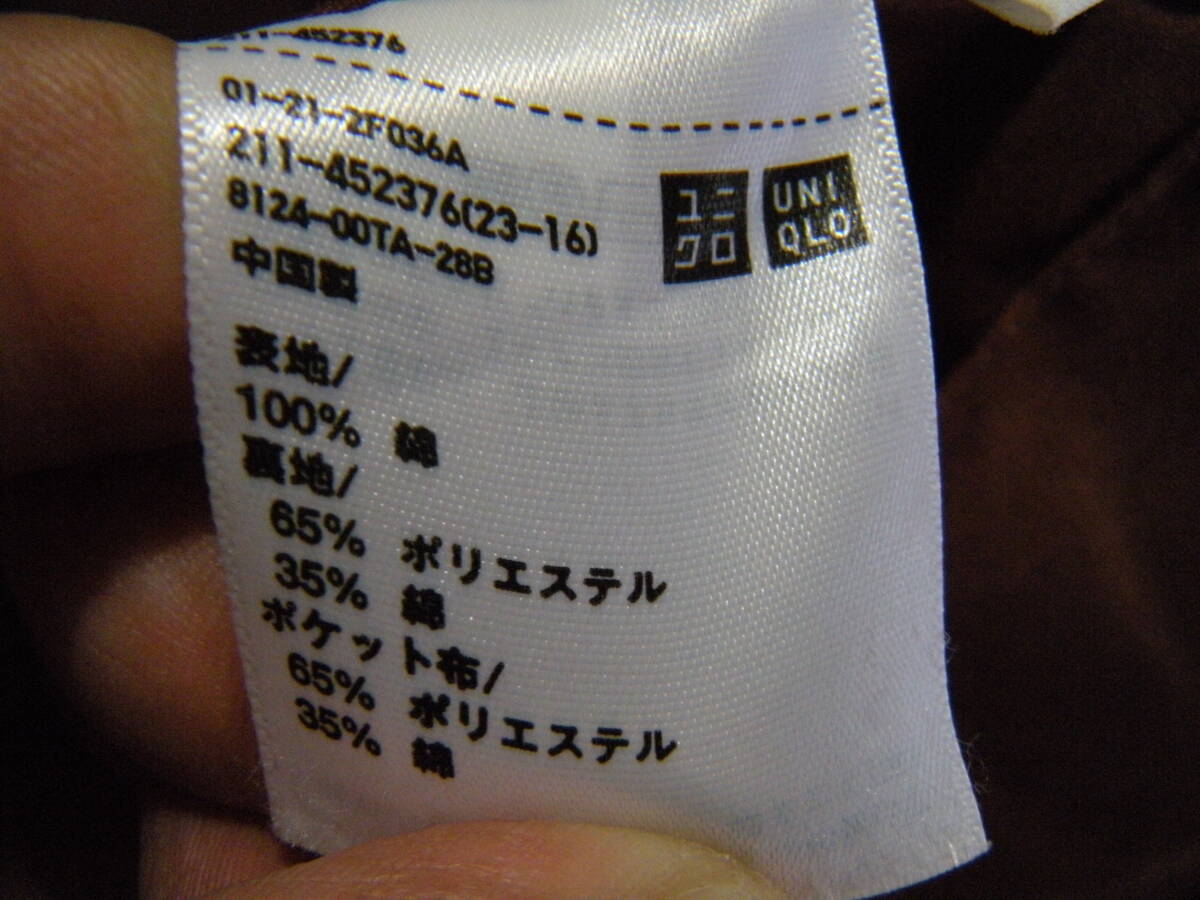 452376
01-21-2F036A
211-452376(23-16)
8124-00TA-28B
中国製
ユニ
クロ
UNI
QLO
表地/
100% 綿
裏地/
65% ポリエステル
35% 綿
ポケット布/
65% ポリエステル
35% 綿